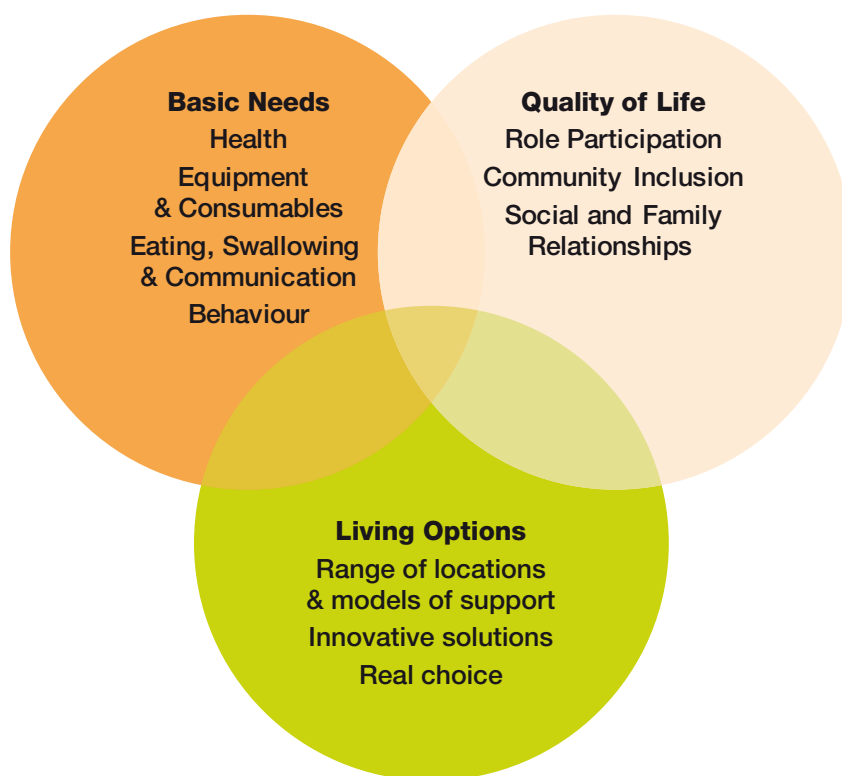 Basic Needs
Health
Equipment
& Consumables
Eating, Swallowing
& Communication
Behaviour
Quality of Life
Role Participation
Community Inclusion
Social and Family
Relationships
Living Options
Range of locations
& models of support
Innovative solutions
Real choice